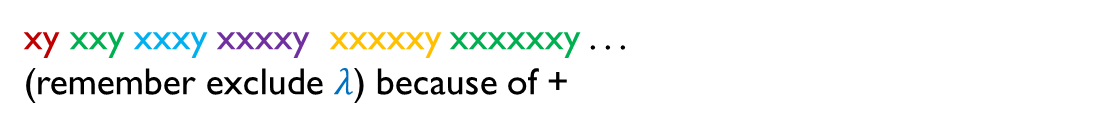 xy xxy xxxy xxxxy xxxxxy xxxxxxy . . .
(remember exclude λ) because of +